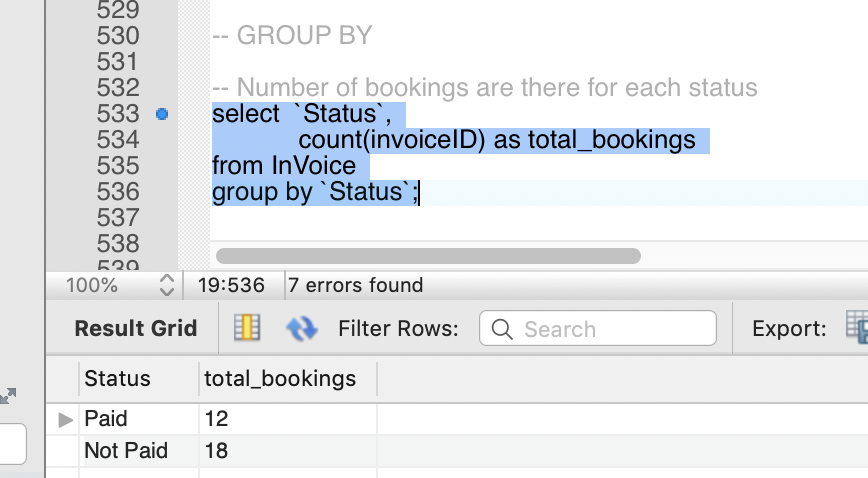 529
530 -- GROUP BY
531
532 -- Number of bookings are there for each status
533 select `Status`,
534 count(invoiceID) as total_bookings
535 from InVoice
536 group by `Status`;
537
538
539
100% 19:536 7 errors found
Result Grid Filter Rows: Search Export:
Status total_bookings
Paid 12
Not Paid 18